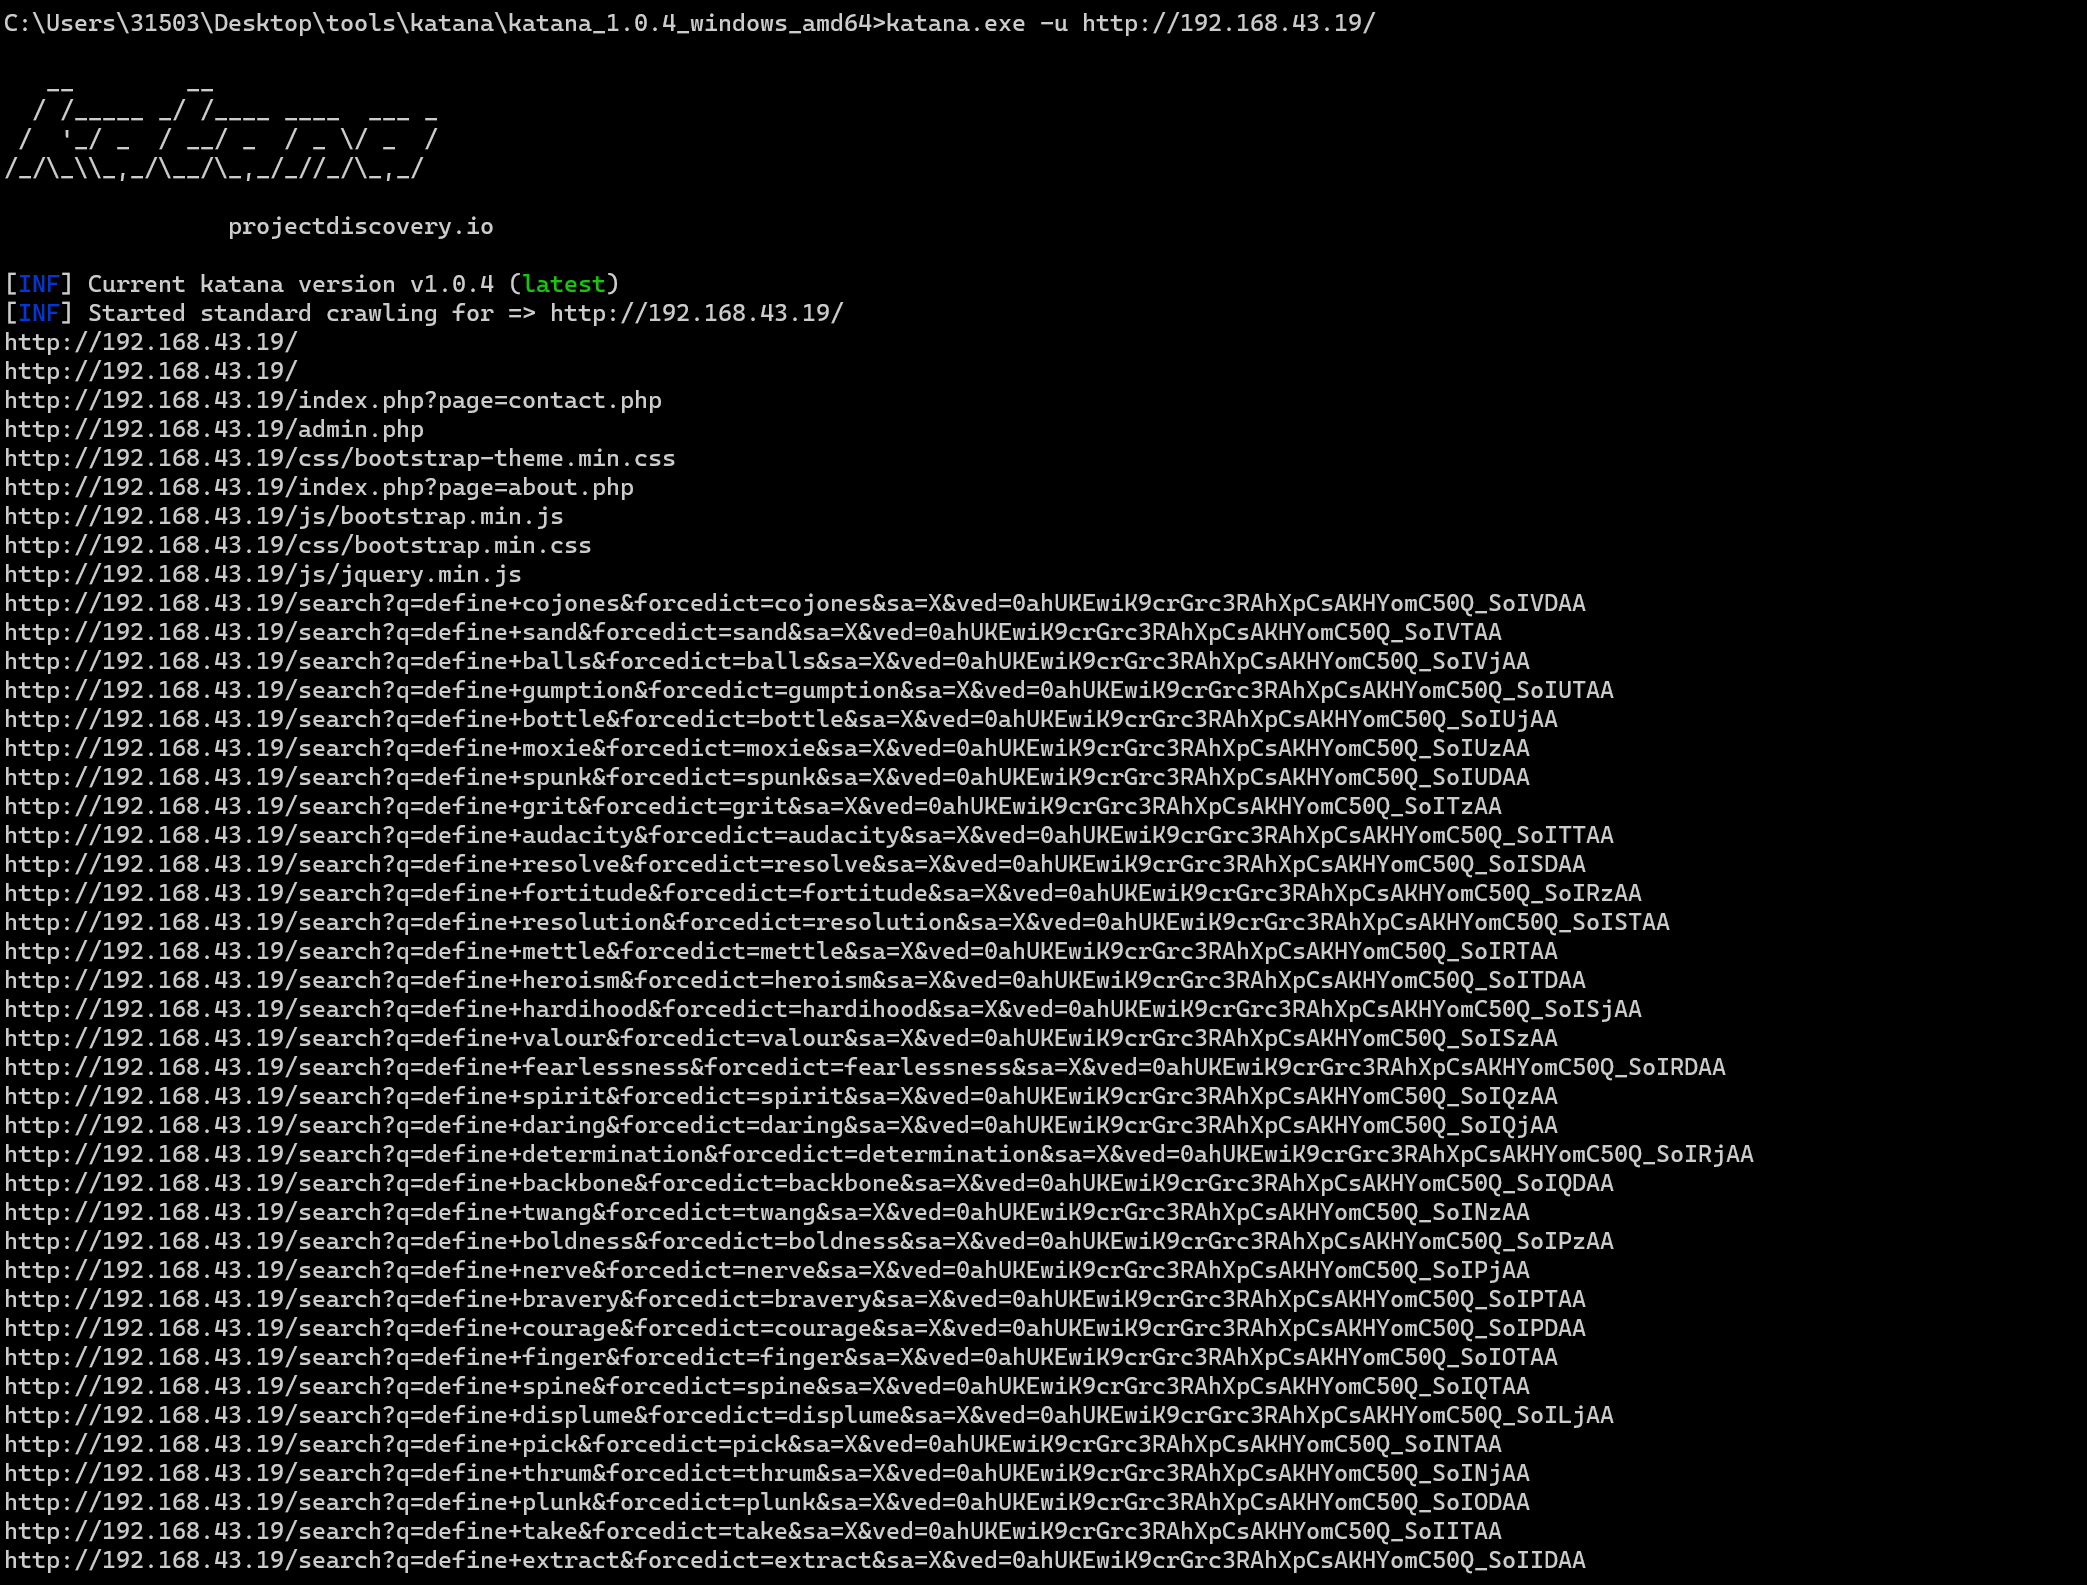 C:\Users\31503\Desktop\tools\katana\katana_1.0.4_windows_amd64>katana.exe -u http://192.168.43.19/
   __        __
  / /_____ _/ /____ ____  ___ _
 /  '_/ _  / __/ _  / _ \/ _  /
/_/\_\\_,_/\__/\_,_/_//_/\_,_/
projectdiscovery.io
[INF] Current katana version v1.0.4 (latest)
[INF] Started standard crawling for => http://192.168.43.19/
http://192.168.43.19/
http://192.168.43.19/
http://192.168.43.19/index.php?page=contact.php
http://192.168.43.19/admin.php
http://192.168.43.19/css/bootstrap-theme.min.css
http://192.168.43.19/index.php?page=about.php
http://192.168.43.19/js/bootstrap.min.js
http://192.168.43.19/css/bootstrap.min.css
http://192.168.43.19/js/jquery.min.js
http://192.168.43.19/search?q=define+cojones&forcedict=cojones&sa=X&ved=0ahUKEwiK9crGrc3RAhXpCsAKHYomC50Q_SoIVDAA
http://192.168.43.19/search?q=define+sand&forcedict=sand&sa=X&ved=0ahUKEwiK9crGrc3RAhXpCsAKHYomC50Q_SoIVTAA
http://192.168.43.19/search?q=define+balls&forcedict=balls&sa=X&ved=0ahUKEwiK9crGrc3RAhXpCsAKHYomC50Q_SoIVjAA
http://192.168.43.19/search?q=define+gumption&forcedict=gumption&sa=X&ved=0ahUKEwiK9crGrc3RAhXpCsAKHYomC50Q_SoIUTAA
http://192.168.43.19/search?q=define+bottle&forcedict=bottle&sa=X&ved=0ahUKEwiK9crGrc3RAhXpCsAKHYomC50Q_SoIUjAA
http://192.168.43.19/search?q=define+moxie&forcedict=moxie&sa=X&ved=0ahUKEwiK9crGrc3RAhXpCsAKHYomC50Q_SoIUzAA
http://192.168.43.19/search?q=define+spunk&forcedict=spunk&sa=X&ved=0ahUKEwiK9crGrc3RAhXpCsAKHYomC50Q_SoIUDAA
http://192.168.43.19/search?q=define+grit&forcedict=grit&sa=X&ved=0ahUKEwiK9crGrc3RAhXpCsAKHYomC50Q_SoITzAA
http://192.168.43.19/search?q=define+audacity&forcedict=audacity&sa=X&ved=0ahUKEwiK9crGrc3RAhXpCsAKHYomC50Q_SoITTAA
http://192.168.43.19/search?q=define+resolve&forcedict=resolve&sa=X&ved=0ahUKEwiK9crGrc3RAhXpCsAKHYomC50Q_SoISDAA
http://192.168.43.19/search?q=define+fortitude&forcedict=fortitude&sa=X&ved=0ahUKEwiK9crGrc3RAhXpCsAKHYomC50Q_SoIRzAA
http://192.168.43.19/search?q=define+resolution&forcedict=resolution&sa=X&ved=0ahUKEwiK9crGrc3RAhXpCsAKHYomC50Q_SoISTAA
http://192.168.43.19/search?q=define+mettle&forcedict=mettle&sa=X&ved=0ahUKEwiK9crGrc3RAhXpCsAKHYomC50Q_SoIRTAA
http://192.168.43.19/search?q=define+heroism&forcedict=heroism&sa=X&ved=0ahUKEwiK9crGrc3RAhXpCsAKHYomC50Q_SoITDAA
http://192.168.43.19/search?q=define+hardihood&forcedict=hardihood&sa=X&ved=0ahUKEwiK9crGrc3RAhXpCsAKHYomC50Q_SoISjAA
http://192.168.43.19/search?q=define+valour&forcedict=valour&sa=X&ved=0ahUKEwiK9crGrc3RAhXpCsAKHYomC50Q_SoISzAA
http://192.168.43.19/search?q=define+fearlessness&forcedict=fearlessness&sa=X&ved=0ahUKEwiK9crGrc3RAhXpCsAKHYomC50Q_SoIRDAA
http://192.168.43.19/search?q=define+spirit&forcedict=spirit&sa=X&ved=0ahUKEwiK9crGrc3RAhXpCsAKHYomC50Q_SoIQzAA
http://192.168.43.19/search?q=define+daring&forcedict=daring&sa=X&ved=0ahUKEwiK9crGrc3RAhXpCsAKHYomC50Q_SoIQjAA
http://192.168.43.19/search?q=define+determination&forcedict=determination&sa=X&ved=0ahUKEwiK9crGrc3RAhXpCsAKHYomC50Q_SoIRjAA
http://192.168.43.19/search?q=define+backbone&forcedict=backbone&sa=X&ved=0ahUKEwiK9crGrc3RAhXpCsAKHYomC50Q_SoIQDAA
http://192.168.43.19/search?q=define+twang&forcedict=twang&sa=X&ved=0ahUKEwiK9crGrc3RAhXpCsAKHYomC50Q_SoINzAA
http://192.168.43.19/search?q=define+boldness&forcedict=boldness&sa=X&ved=0ahUKEwiK9crGrc3RAhXpCsAKHYomC50Q_SoIPzAA
http://192.168.43.19/search?q=define+nerve&forcedict=nerve&sa=X&ved=0ahUKEwiK9crGrc3RAhXpCsAKHYomC50Q_SoIPjAA
http://192.168.43.19/search?q=define+bravery&forcedict=bravery&sa=X&ved=0ahUKEwiK9crGrc3RAhXpCsAKHYomC50Q_SoIPTAA
http://192.168.43.19/search?q=define+courage&forcedict=courage&sa=X&ved=0ahUKEwiK9crGrc3RAhXpCsAKHYomC50Q_SoIPDAA
http://192.168.43.19/search?q=define+finger&forcedict=finger&sa=X&ved=0ahUKEwiK9crGrc3RAhXpCsAKHYomC50Q_SoIOTAA
http://192.168.43.19/search?q=define+spine&forcedict=spine&sa=X&ved=0ahUKEwiK9crGrc3RAhXpCsAKHYomC50Q_SoIQTAA
http://192.168.43.19/search?q=define+displume&forcedict=displume&sa=X&ved=0ahUKEwiK9crGrc3RAhXpCsAKHYomC50Q_SoILjAA
http://192.168.43.19/search?q=define+pick&forcedict=pick&sa=X&ved=0ahUKEwiK9crGrc3RAhXpCsAKHYomC50Q_SoINTAA
http://192.168.43.19/search?q=define+thrum&forcedict=thrum&sa=X&ved=0ahUKEwiK9crGrc3RAhXpCsAKHYomC50Q_SoINjAA
http://192.168.43.19/search?q=define+plunk&forcedict=plunk&sa=X&ved=0ahUKEwiK9crGrc3RAhXpCsAKHYomC50Q_SoIODAA
http://192.168.43.19/search?q=define+take&forcedict=take&sa=X&ved=0ahUKEwiK9crGrc3RAhXpCsAKHYomC50Q_SoIITAA
http://192.168.43.19/search?q=define+extract&forcedict=extract&sa=X&ved=0ahUKEwiK9crGrc3RAhXpCsAKHYomC50Q_SoIIDAA